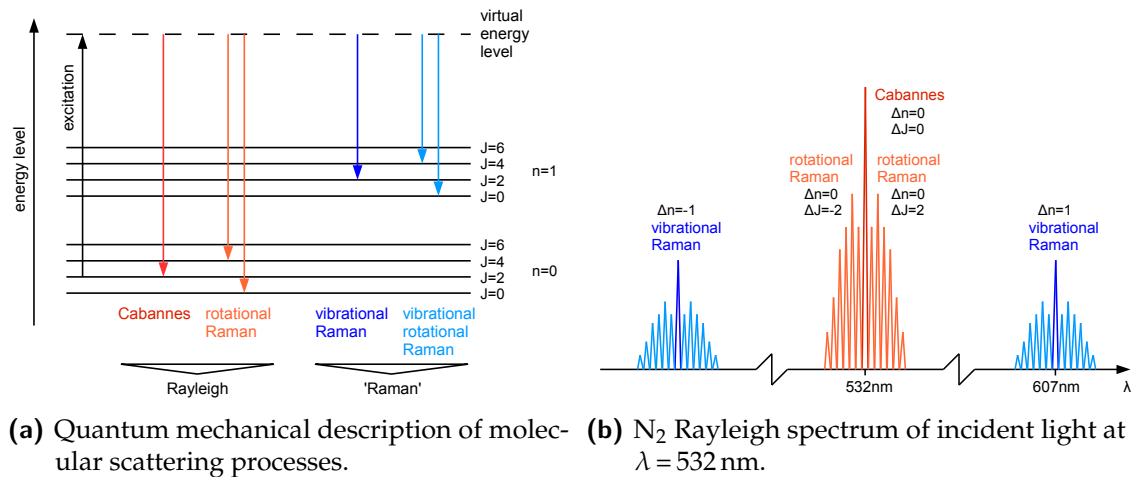 virtual
energy
level
energy level
excitation
J=6
J=4
J=2
J=0
n=1
J=6
J=4
J=2
J=0
n=0
Cabannes
rotational
Raman
vibrational
Raman
vibrational
rotational
Raman
Rayleigh
'Raman'
Cabannes
Δn=0
ΔJ=0
rotational
Raman
Δn=0
ΔJ=-2
rotational
Raman
Δn=0
ΔJ=2
Δn=-1
vibrational
Raman
Δn=1
vibrational
Raman
532nm
607nm
λ
(a) Quantum mechanical description of molec-
ular scattering processes.
(b) N₂ Rayleigh spectrum of incident light at
λ = 532 nm.